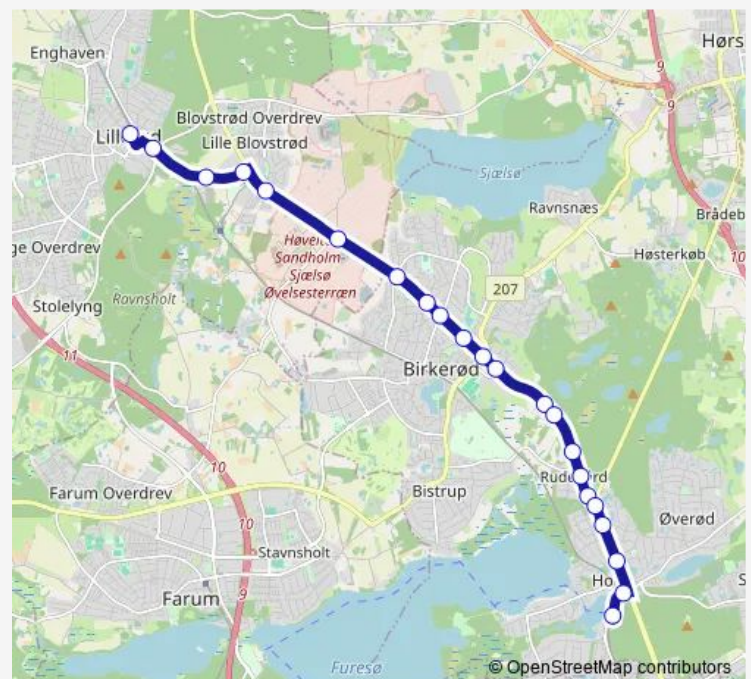 Enghaven
Hørs
9
9
Blovstrød Overdrev
Lille Blovstrød
Sjælsø
Ravnsnæs
Brådeb
ge Overdrev
Høsterkøb
10
Sandholm-
Sjælsø
Øvelsesterræn
207
Ravnsholt
Stolelyng
11
Birkerød
10
Farum Overdrev
Bistrup
Øverød
10
Stavnsholt
Farum
9
Furesø
© OpenStreetMap contributors